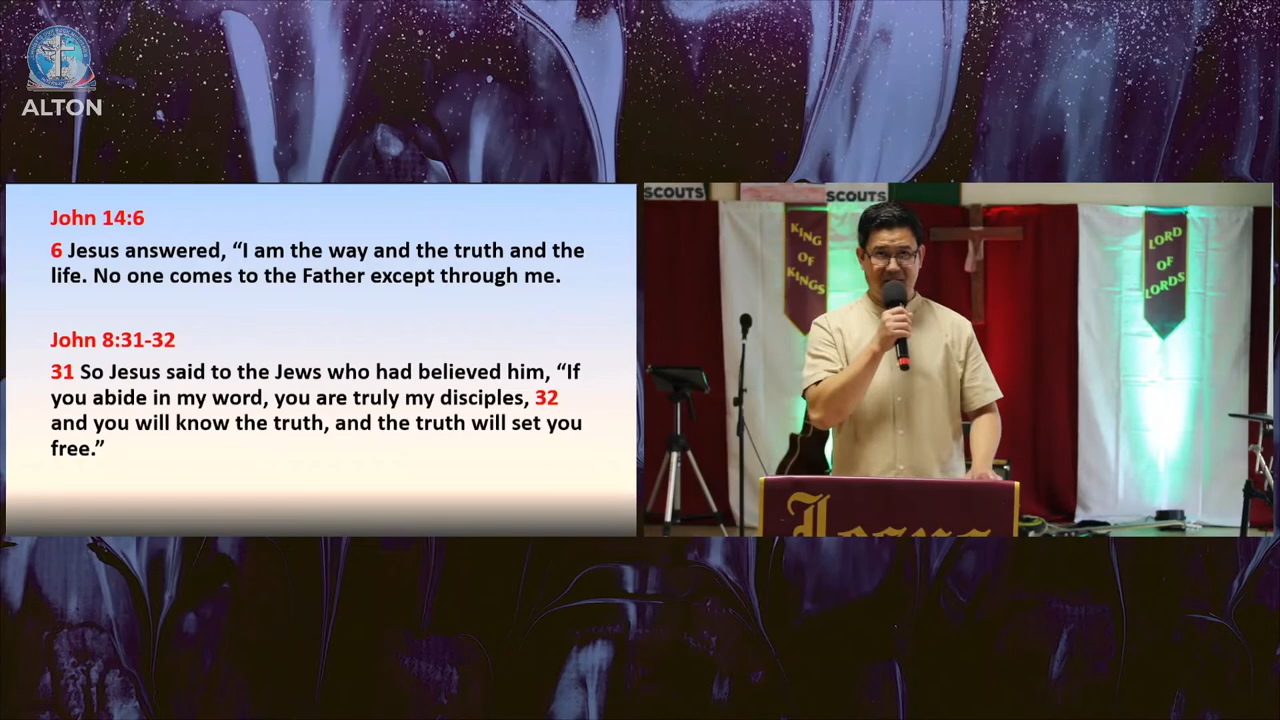 ALTON
John 14:6
6 Jesus answered, “I am the way and the truth and the
life. No one comes to the Father except through me.
John 8:31-32
31 So Jesus said to the Jews who had believed him, “If
you abide in my word, you are truly my disciples, 32
and you will know the truth, and the truth will set you
free.”
SCOUTS
SCOUTS
KING
OF
KINGS
LORD
OF
LORDS
Jesus